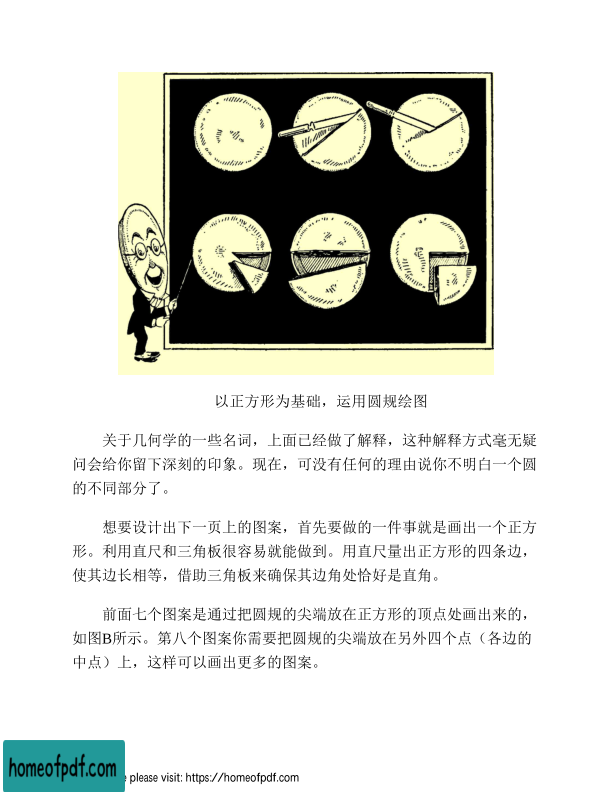 以正方形为基础，运用圆规绘图
关于几何学的一些名词，上面已经做了解释，这种解释方式毫无疑
问会给你留下深刻的印象。现在，可没有任何的理由说你不明白一个圆
的不同部分了。
想要设计出下一页上的图案，首先要做的一件事就是画出一个正方
形。利用直尺和三角板很容易就能做到。用直尺量出正方形的四条边，
使其边长相等，借助三角板来确保其边角处恰好是直角。
前面七个图案是通过把圆规的尖端放在正方形的顶点处画出来的，
如图B所示。第八个图案你需要把圆规的尖端放在另外四个点（各边的
中点）上，这样可以画出更多的图案。
homeofpdf.com
please visit: https://homeofpdf.com